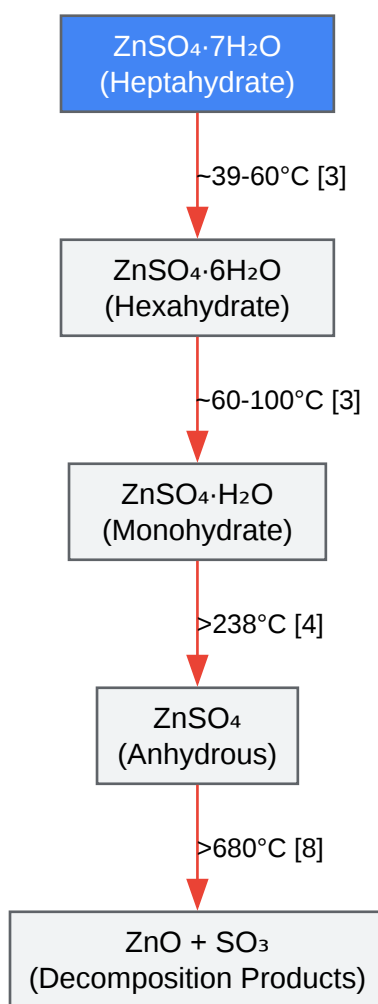 ZnSO₄·7H₂O
(Heptahydrate)
~39-60°C [3]
ZnSO₄·6H₂O
(Hexahydrate)
~60-100°C [3]
ZnSO₄·H₂O
(Monohydrate)
>238°C [4]
ZnSO₄
(Anhydrous)
>680°C [8]
ZnO + SO₃
(Decomposition Products)